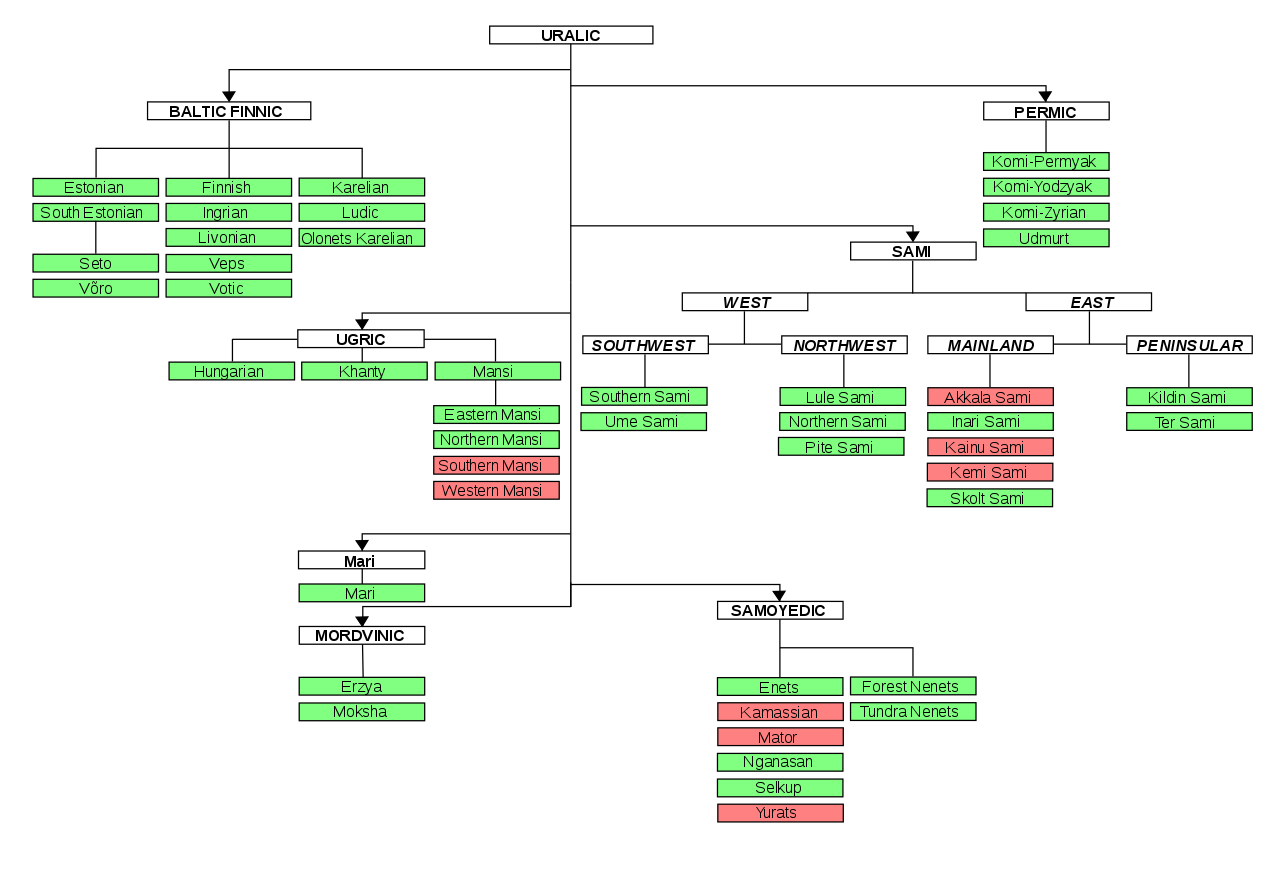 URALIC
BALTIC FINNIC
PERMIC
Estonian
South Estonian
Seto
Võro
Finnish
Ingrian
Livonian
Veps
Votic
Karelian
Ludic
Olonets Karelian
Komi-Permyak
Komi-Yodzyak
Komi-Zyrian
Udmurt
SAMI
WEST
EAST
SOUTHWEST
NORTHWEST
MAINLAND
PENINSULAR
Southern Sami
Ume Sami
Lule Sami
Northern Sami
Pite Sami
Akkala Sami
Inari Sami
Kainu Sami
Kemi Sami
Skolt Sami
Kildin Sami
Ter Sami
UGRIC
Hungarian
Khanty
Mansi
Eastern Mansi
Northern Mansi
Southern Mansi
Western Mansi
Mari
Mari
MORDVINIC
Erzya
Moksha
SAMOYEDIC
Enets
Kamassian
Mator
Nganasan
Selkup
Yurats
Forest Nenets
Tundra Nenets